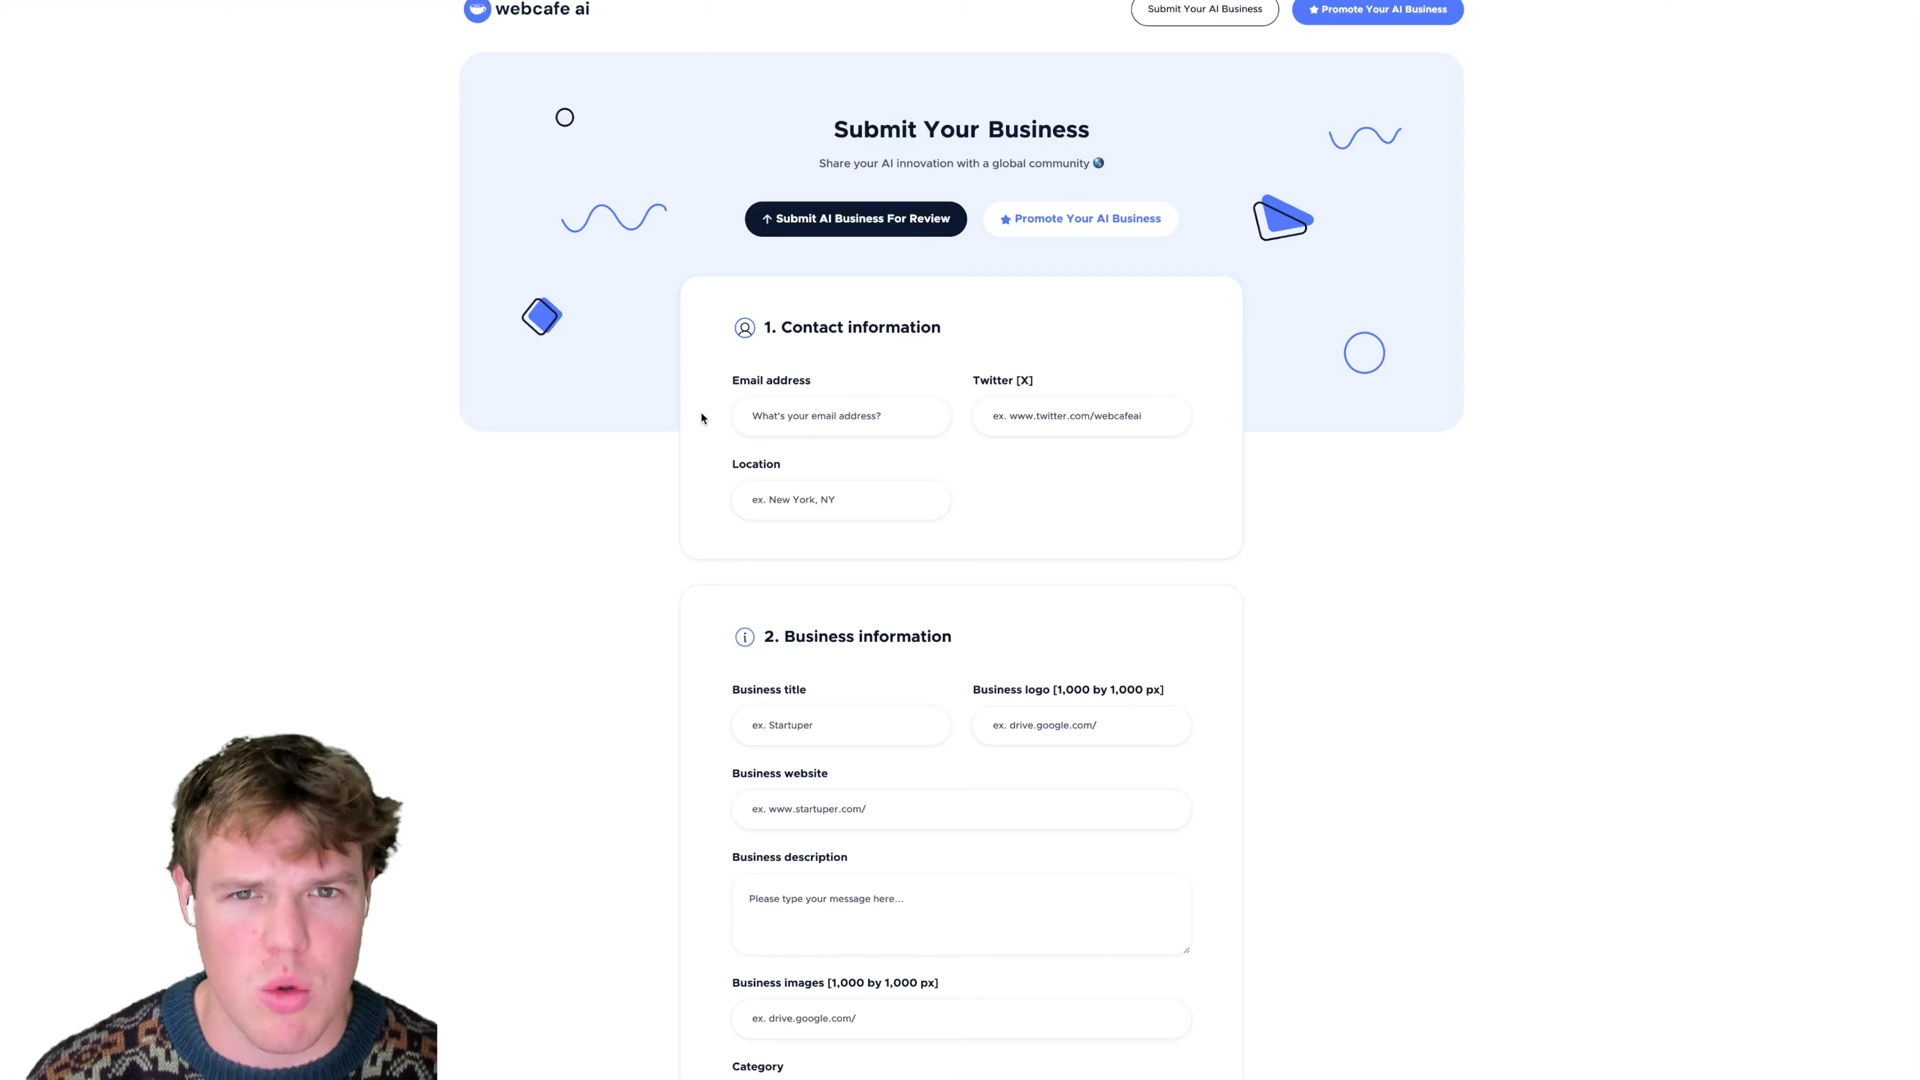 webcafe ai
Submit Your AI Business
Promote Your AI Business
Submit Your Business
Share your AI innovation with a global community
Submit AI Business For Review
Promote Your AI Business
1. Contact information
Email address
Twitter [X]
What's your email address?
ex. www.twitter.com/webcafeai
Location
ex. New York, NY
2. Business information
Business title
Business logo [1,000 by 1,000 px]
ex. Startuper
ex. drive.google.com/
Business website
ex. www.startuper.com/
Business description
Please type your message here...
Business images [1,000 by 1,000 px]
ex. drive.google.com/
Category